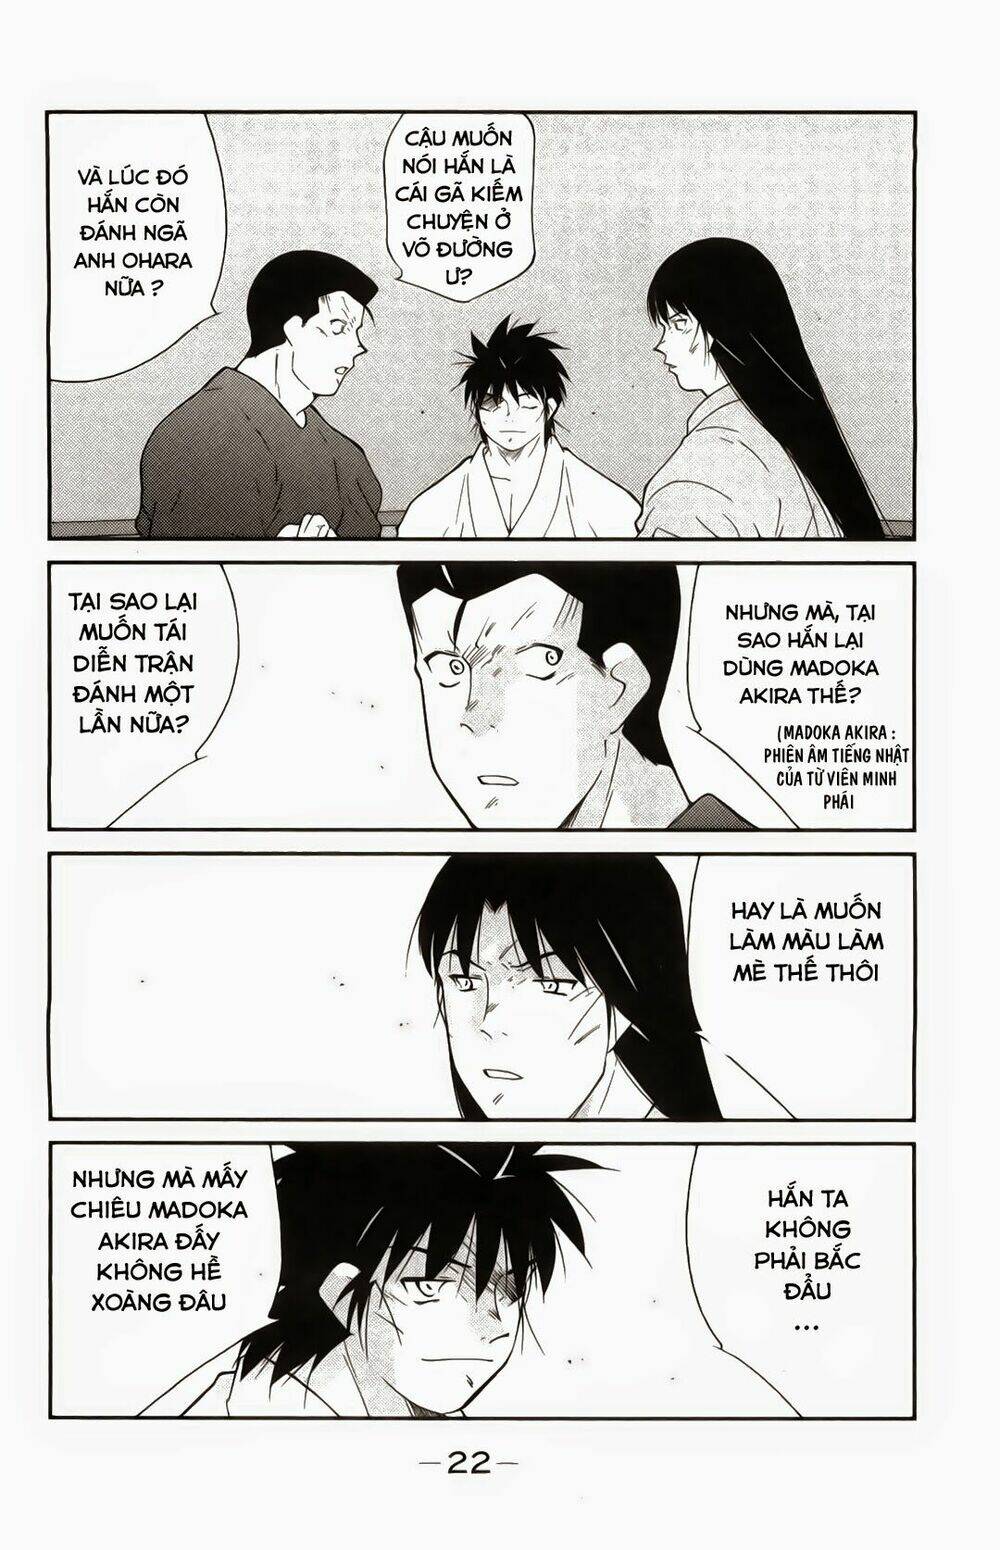 CẬU MUỐN
NÓI HẮN LÀ
CÁI GÃ KIẾM
CHUYỆN Ở
VÕ ĐƯỜNG
Ư?
VÀ LÚC ĐÓ
HẮN CÒN
ĐÁNH NGÃ
ANH OHARA
NỮA ?
NHƯNG MÀ, TẠI
SAO HẮN LẠI
DÙNG MADOKA
AKIRA THẾ?
(MADOKA AKIRA :
PHIÊN ÂM TIẾNG NHẬT
CỦA TỪ VIÊN MINH
PHÁI
TẠI SAO LẠI
MUỐN TÁI
DIỄN TRẬN
ĐÁNH MỘT
LẦN NỮA?
HAY LÀ MUỐN
LÀM MÀU LÀM
MÈ THẾ THÔI
HẮN TA
KHÔNG
PHẢI BẮC
ĐẨU
...
NHƯNG MÀ MẤY
CHIÊU MADOKA
AKIRA ĐẤY
KHÔNG HỀ
XOÀNG ĐÂU
—22—